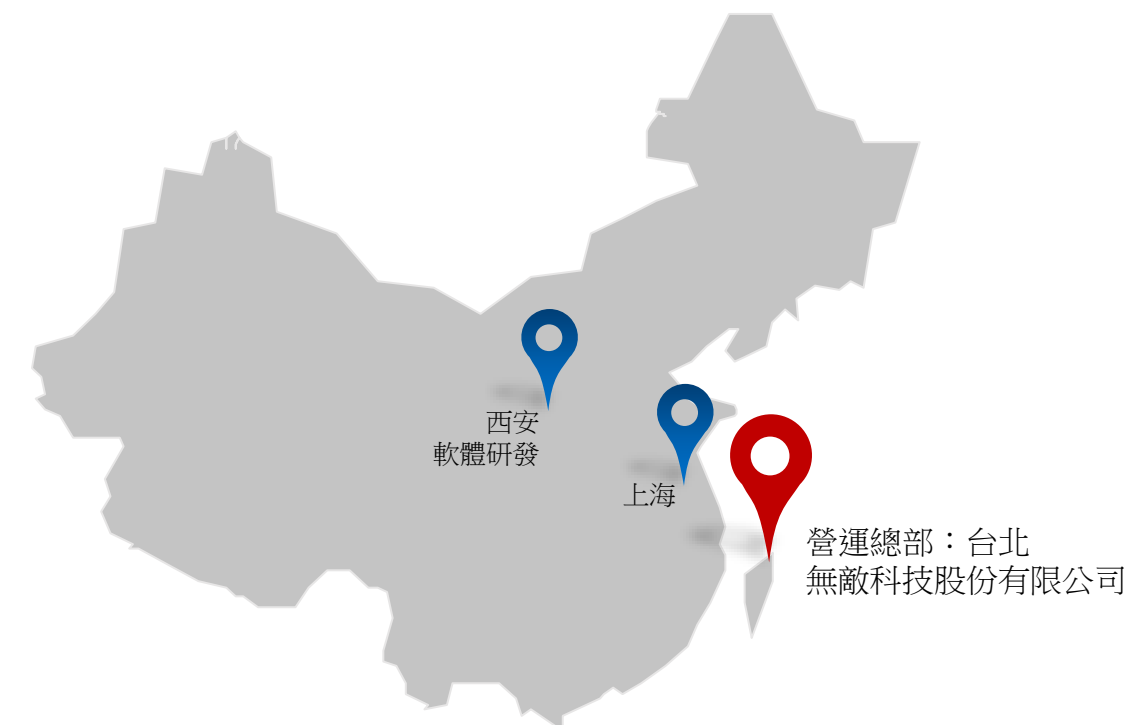 西安
軟體研發
上海
營運總部：台北
無敵科技股份有限公司